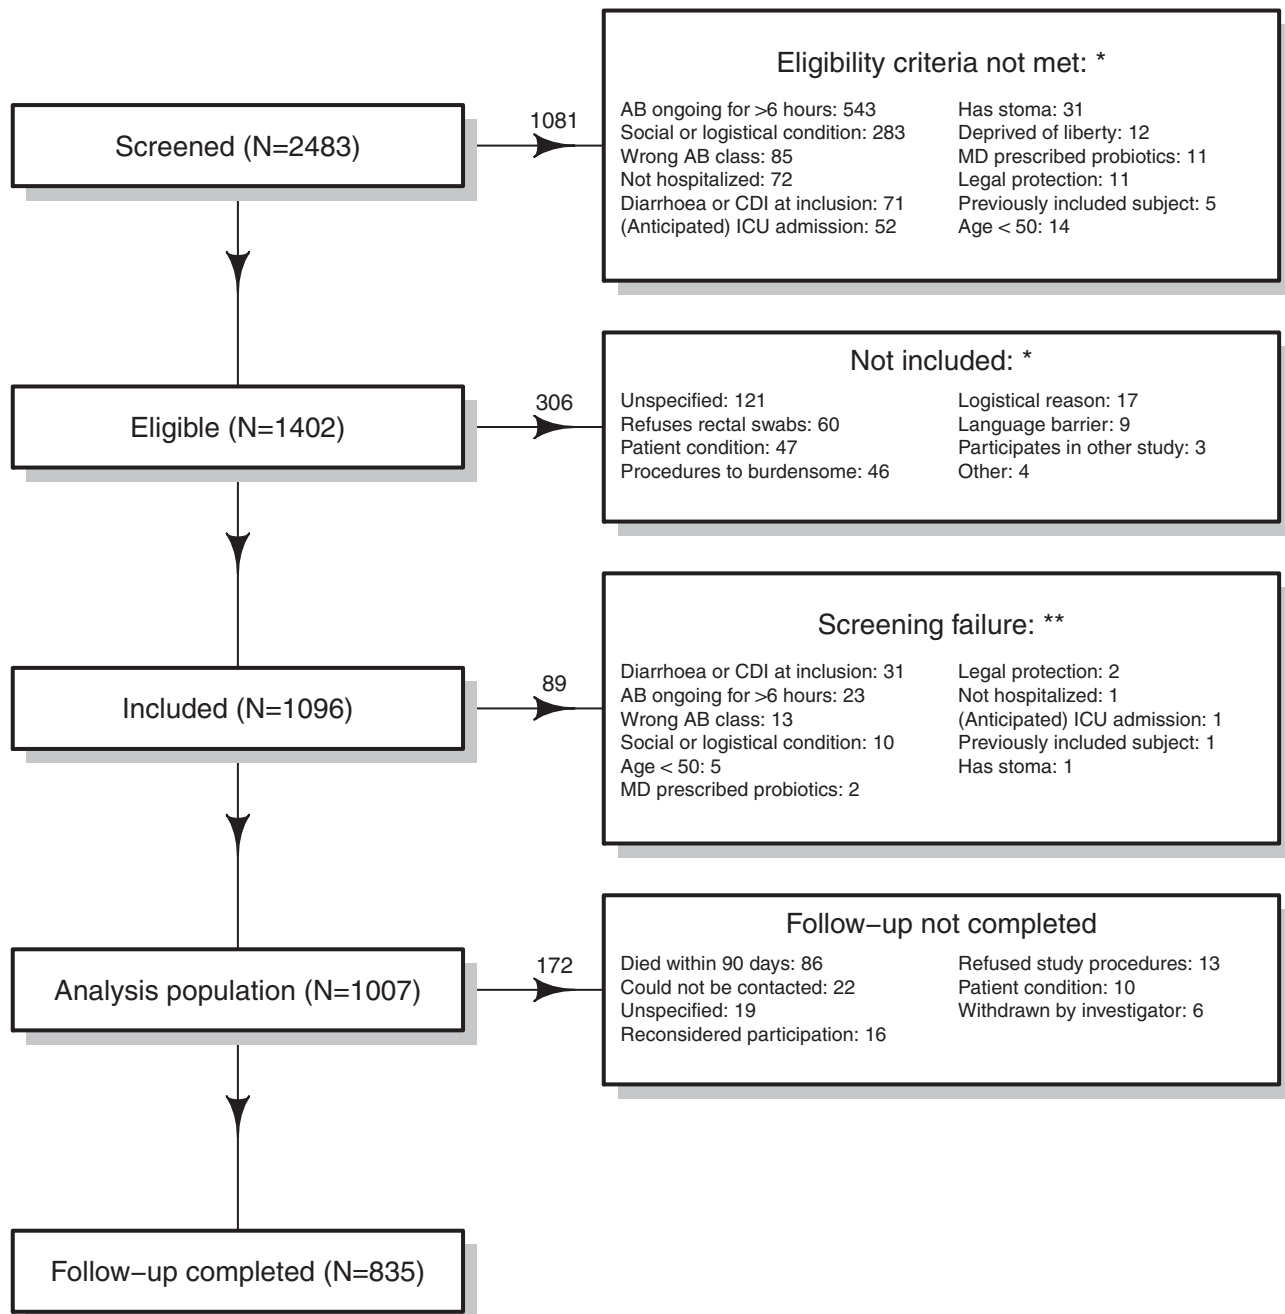 Screened (N=2483)
1081
Eligibility criteria not met: *
AB ongoing for >6 hours: 543
Social or logistical condition: 283
Wrong AB class: 85
Not hospitalized: 72
Diarrhoea or CDI at inclusion: 71
(Anticipated) ICU admission: 52
Has stoma: 31
Deprived of liberty: 12
MD prescribed probiotics: 11
Legal protection: 11
Previously included subject: 5
Age < 50: 14
Eligible (N=1402)
306
Not included: *
Unspecified: 121
Refuses rectal swabs: 60
Patient condition: 47
Procedures to burdensome: 46
Logistical reason: 17
Language barrier: 9
Participates in other study: 3
Other: 4
Included (N=1096)
89
Screening failure: **
Diarrhoea or CDI at inclusion: 31
AB ongoing for >6 hours: 23
Wrong AB class: 13
Social or logistical condition: 10
Age < 50: 5
MD prescribed probiotics: 2
Legal protection: 2
Not hospitalized: 1
(Anticipated) ICU admission: 1
Previously included subject: 1
Has stoma: 1
Analysis population (N=1007)
172
Follow−up not completed
Died within 90 days: 86
Could not be contacted: 22
Unspecified: 19
Reconsidered participation: 16
Refused study procedures: 13
Patient condition: 10
Withdrawn by investigator: 6
Follow−up completed (N=835)